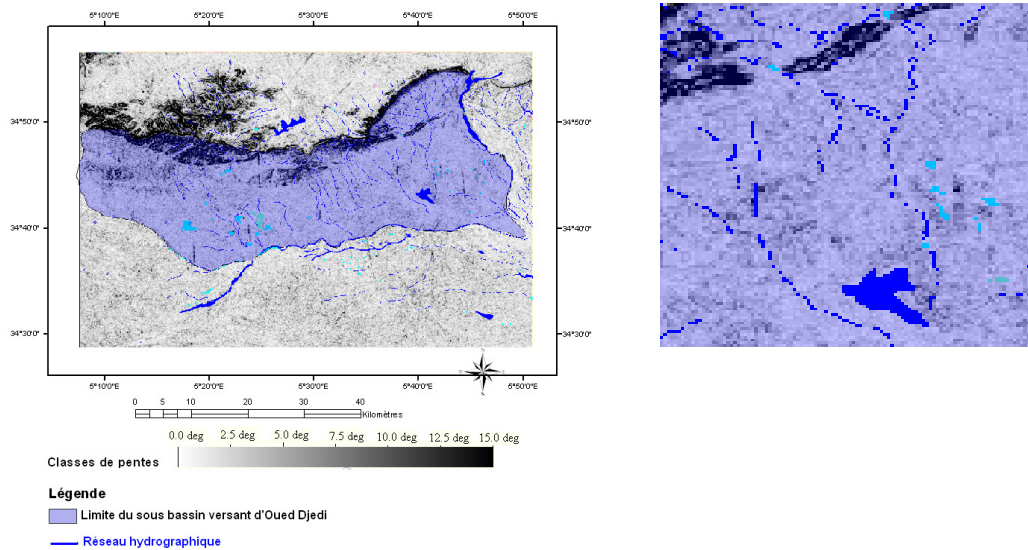 5°10'0" 5°20'0" 5°30'0" 5°40'0" 5°50'0"
34°50'0" 34°50'0"
34°40'0" 34°40'0"
34°30'0" 34°30'0"
5°10'0" 5°20'0" 5°30'0" 5°40'0" 5°50'0"
0 5 10 20 30 40
Kilomètres
0.0 deg 2.5 deg 5.0 deg 7.5 deg 10.0 deg 12.5 deg 15.0 deg
Classes de pentes
Légende
Limite du sous bassin versant d'Oued Djedi
Réseau hydrographique